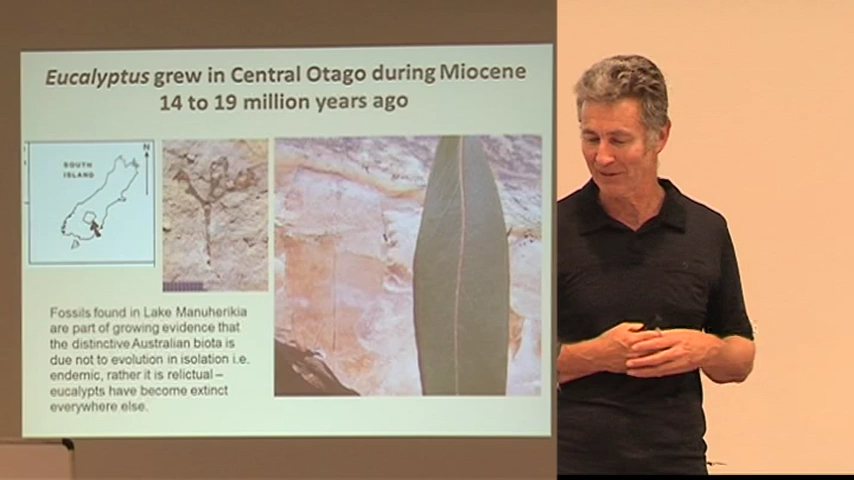 Eucalyptus grew in Central Otago during Miocene
14 to 19 million years ago
SOUTH
ISLAND
N
Fossils found in Lake Manuherikia
are part of growing evidence that
the distinctive Australian biota is
due not to evolution in isolation i.e.
endemic, rather it is relictual –
eucalypts have become extinct
everywhere else.